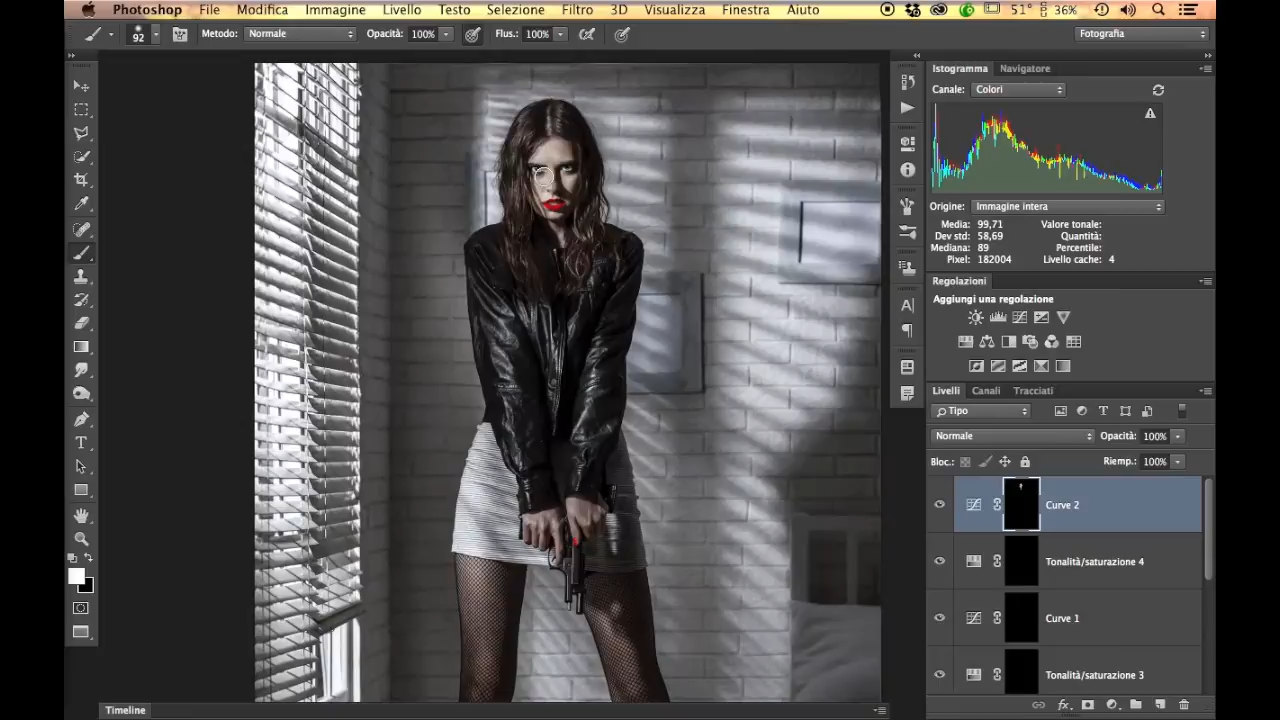 Photoshop File Modifica Immagine Livello Testo Selezione Filtro 3D Visualizza Finestra Aiuto 51° 36%
92 Metodo: Normale Opacità: 100% Flus.: 100% Fotografia
Istogramma Navigatore
Canale: Colori
Origine: Immagine intera
Media: 99,71 Valore tonale:
Dev std: 58,69 Quantità:
Mediana: 89 Percentile:
Pixel: 182004 Livello cache: 4
Regolazioni
Aggiungi una regolazione
Livelli Canali Tracciati
Tipo
Normale Opacità: 100%
Bloc.: Riemp.: 100%
Curve 2
Tonalità/saturazione 4
Curve 1
Tonalità/saturazione 3
Timeline